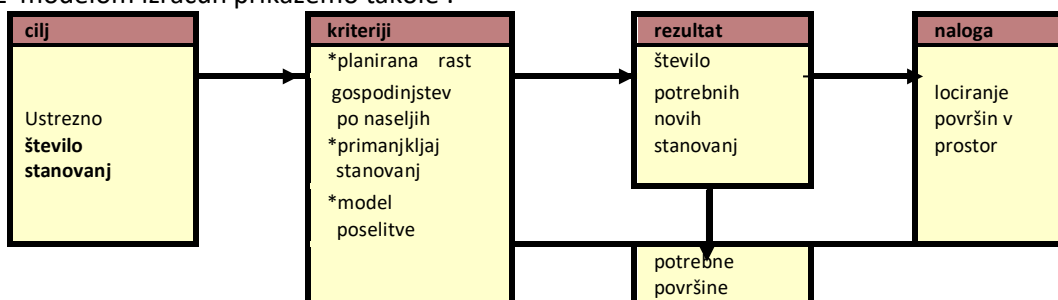 modelom izračun prikažemo takole :
cilj
Ustrezno
število
stanovanj
kriteriji
*planirana rast
gospodinjstev
po naseljih
*primanjkljaj
stanovanj
*model
poselitve
rezultat
število
potrebnih
novih
stanovanj
potrebne
površine
naloga
lociranje
površin v
prostor